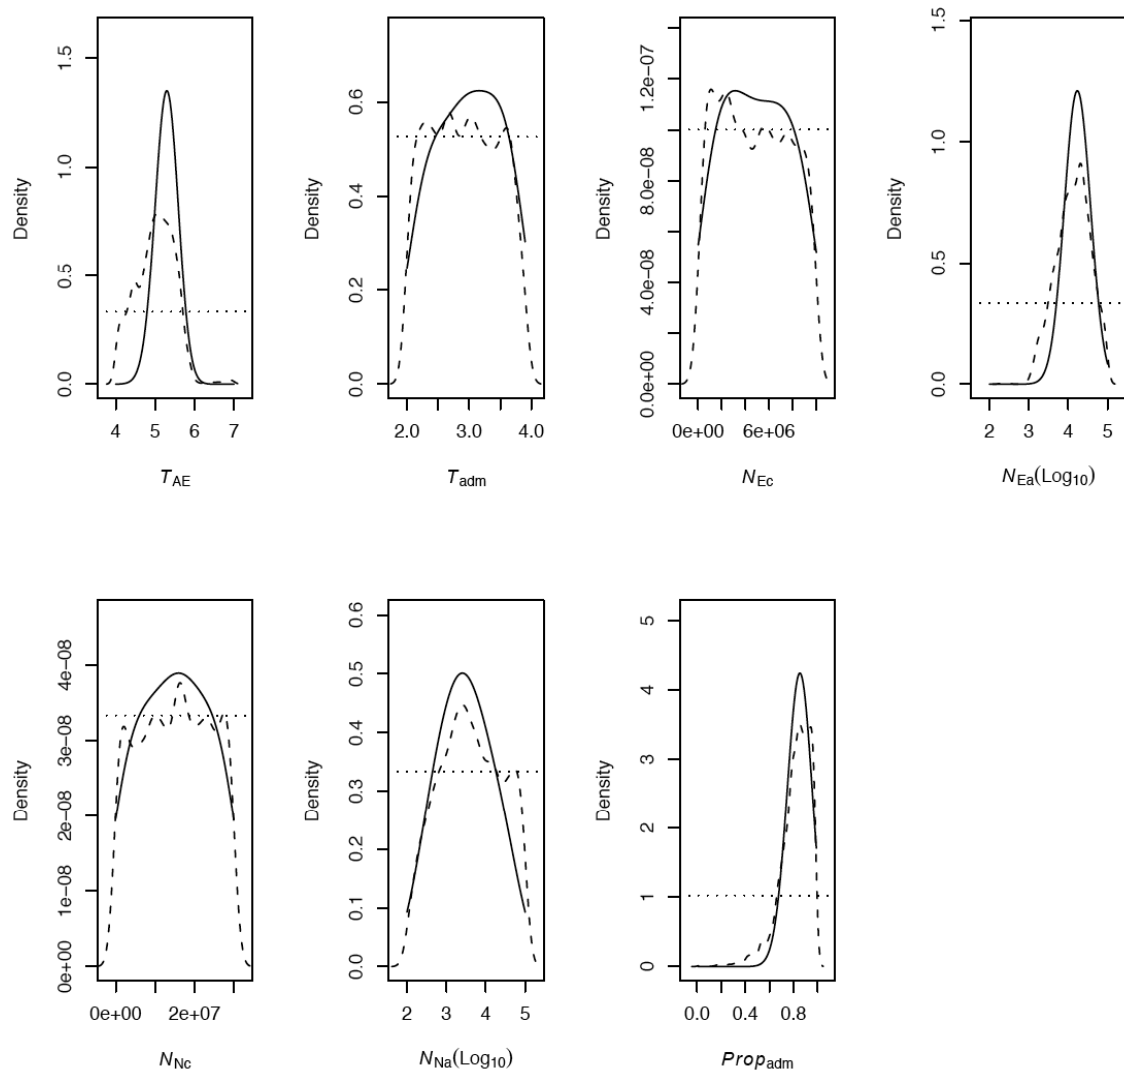 Density
0.0 0.5 1.0 1.5
4 5 6 7
T_AE
Density
0.0 0.2 0.4 0.6
2.0 3.0 4.0
T_adm
Density
0.0e+00 4.0e−08 8.0e−08 1.2e−07
0e+00 6e+06
N_Ec
Density
0.0 0.5 1.0 1.5
2 3 4 5
N_Ea(Log_10)
Density
0e+00 1e−08 2e−08 3e−08 4e−08
0e+00 2e+07
N_Nc
Density
0.0 0.1 0.2 0.3 0.4 0.5 0.6
2 3 4 5
N_Na(Log_10)
Density
0 1 2 3 4 5
0.0 0.4 0.8
Prop_adm